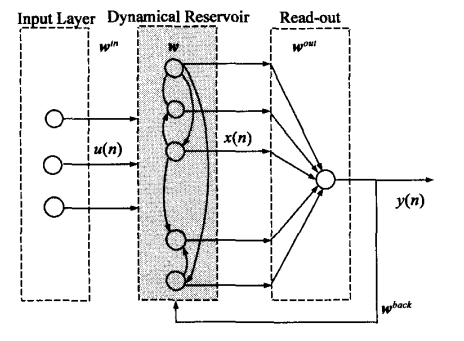 Input Layer Dynamical Reservoir Read-out
w^in w w^out
u(n) x(n)
y(n)
w^back